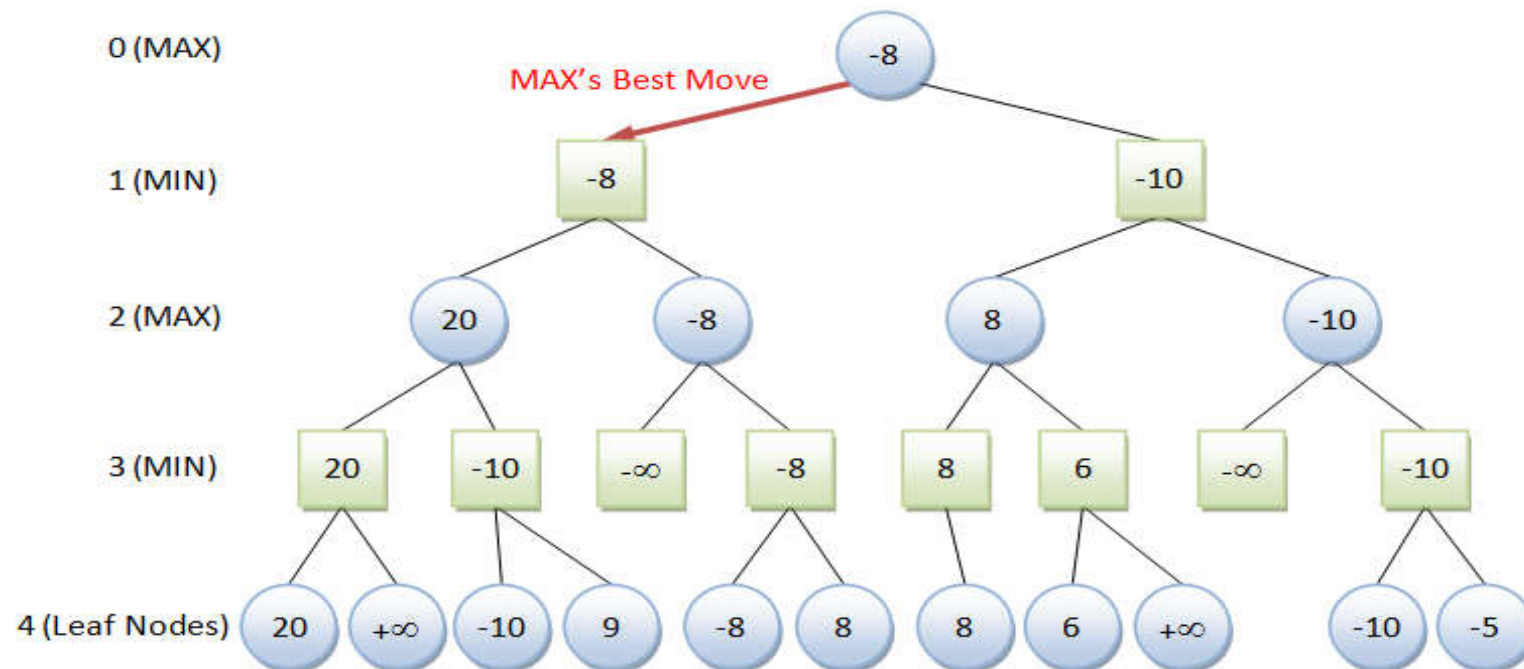 0 (MAX) -8
MAX's Best Move
1 (MIN) -8 -10
2 (MAX) 20 -8 8 -10
3 (MIN) 20 -10 -∞ -8 8 6 -∞ -10
4 (Leaf Nodes) 20 +∞ -10 9 -8 8 8 6 +∞ -10 -5